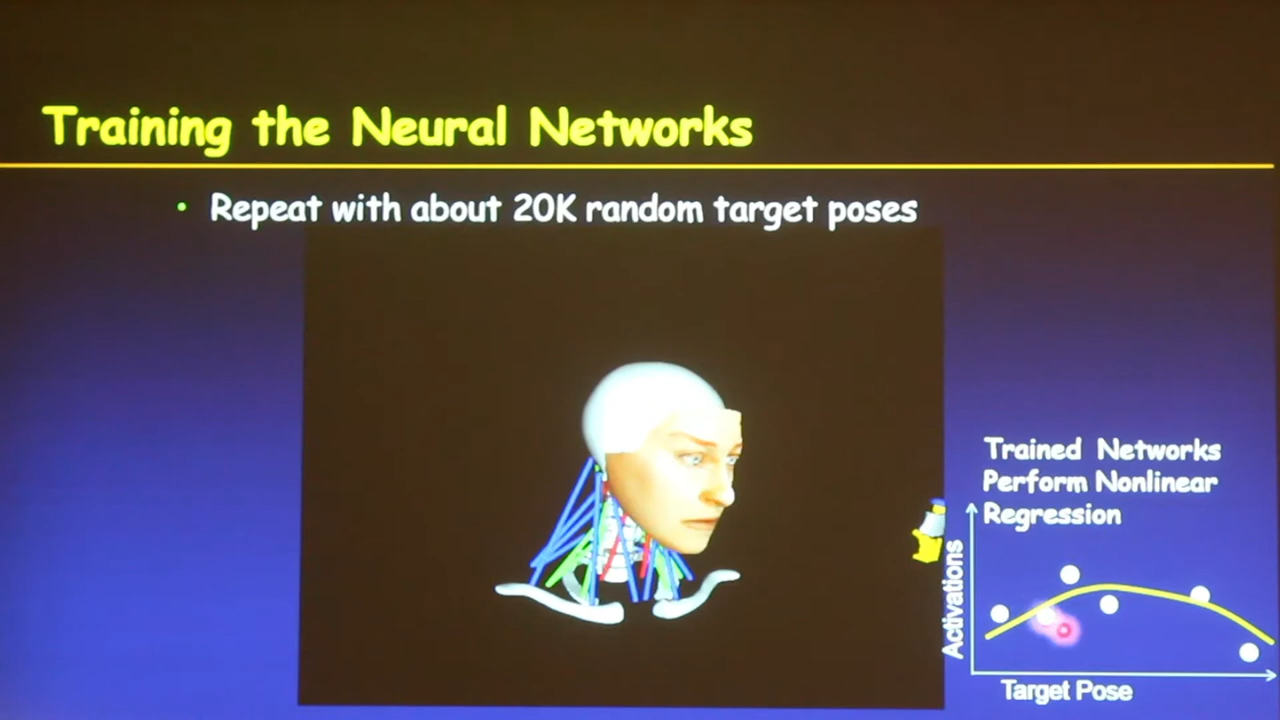 Training the Neural Networks
• Repeat with about 20K random target poses
Trained Networks
Perform Nonlinear
Regression
Activations
Target Pose